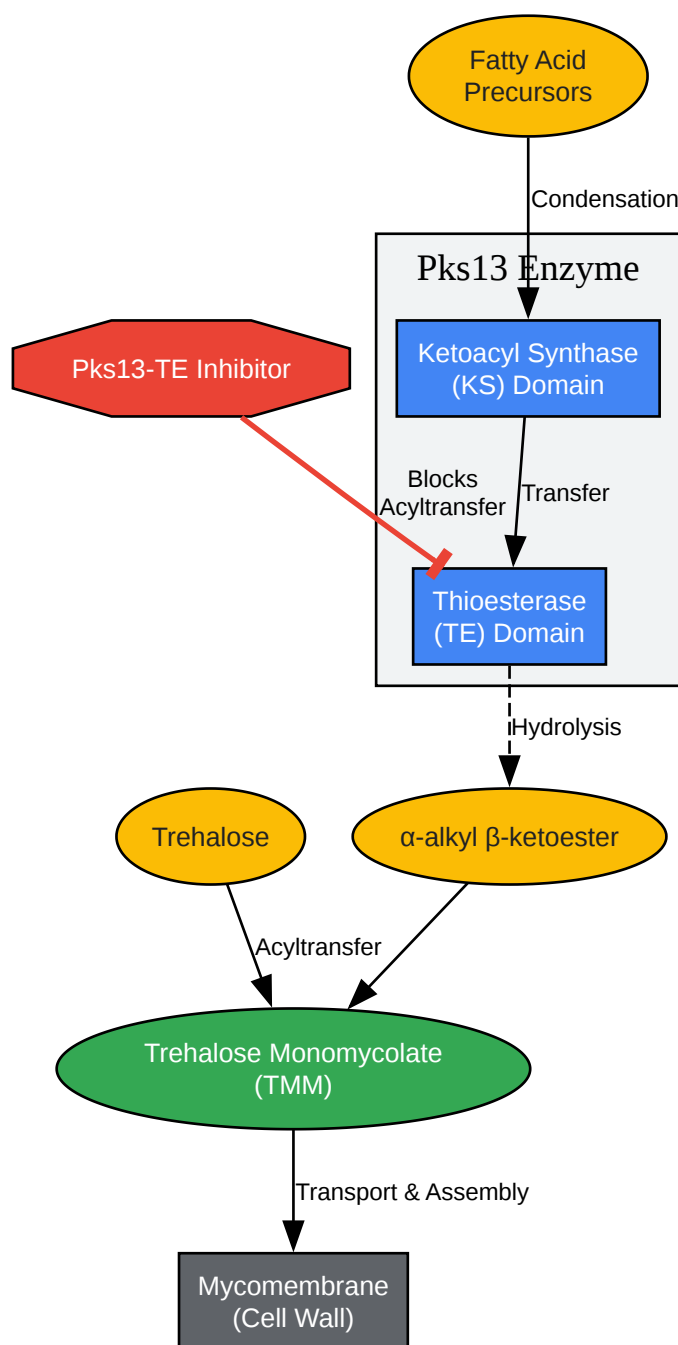 Fatty Acid
Precursors
Condensation
Pks13 Enzyme
Ketoacyl Synthase
(KS) Domain
Pks13-TE Inhibitor
Blocks
Acyltransfer
Transfer
Thioesterase
(TE) Domain
Hydrolysis
Trehalose
α-alkyl β-ketoester
Acyltransfer
Trehalose Monomycolate
(TMM)
Transport & Assembly
Mycomembrane
(Cell Wall)